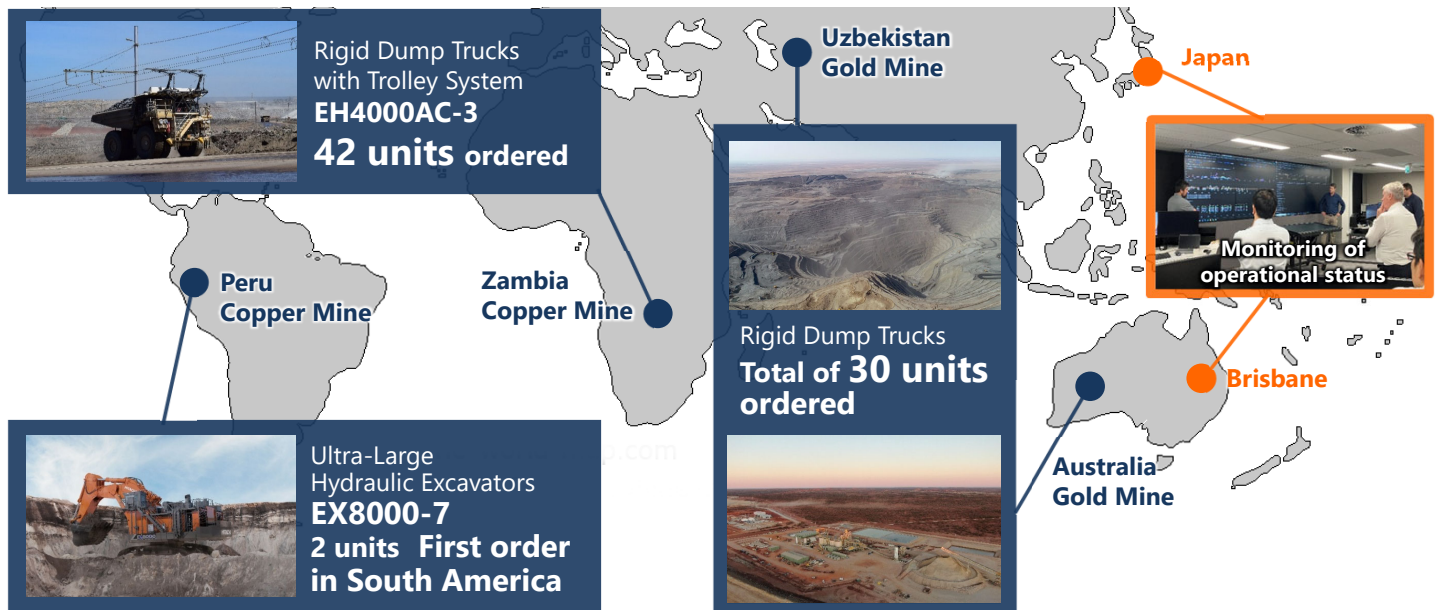 Rigid Dump Trucks
with Trolley System
EH4000AC-3
42 units ordered
Uzbekistan
Gold Mine
Japan
Monitoring of
operational status
Peru
Copper Mine
Zambia
Copper Mine
Rigid Dump Trucks
Total of 30 units
ordered
Brisbane
Australia
Gold Mine
Ultra-Large
Hydraulic Excavators
EX8000-7
2 units First order
in South America